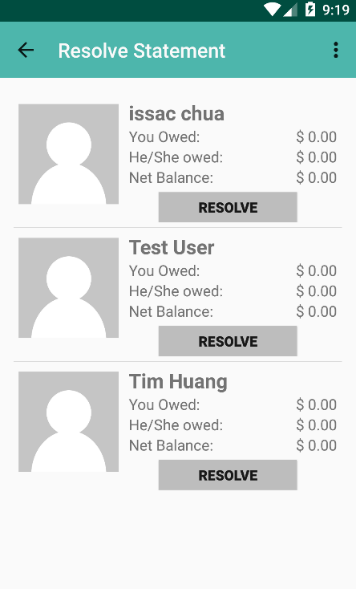 9:19
Resolve Statement
issac chua
You Owed: $ 0.00
He/She owed: $ 0.00
Net Balance: $ 0.00
RESOLVE
Test User
You Owed: $ 0.00
He/She owed: $ 0.00
Net Balance: $ 0.00
RESOLVE
Tim Huang
You Owed: $ 0.00
He/She owed: $ 0.00
Net Balance: $ 0.00
RESOLVE